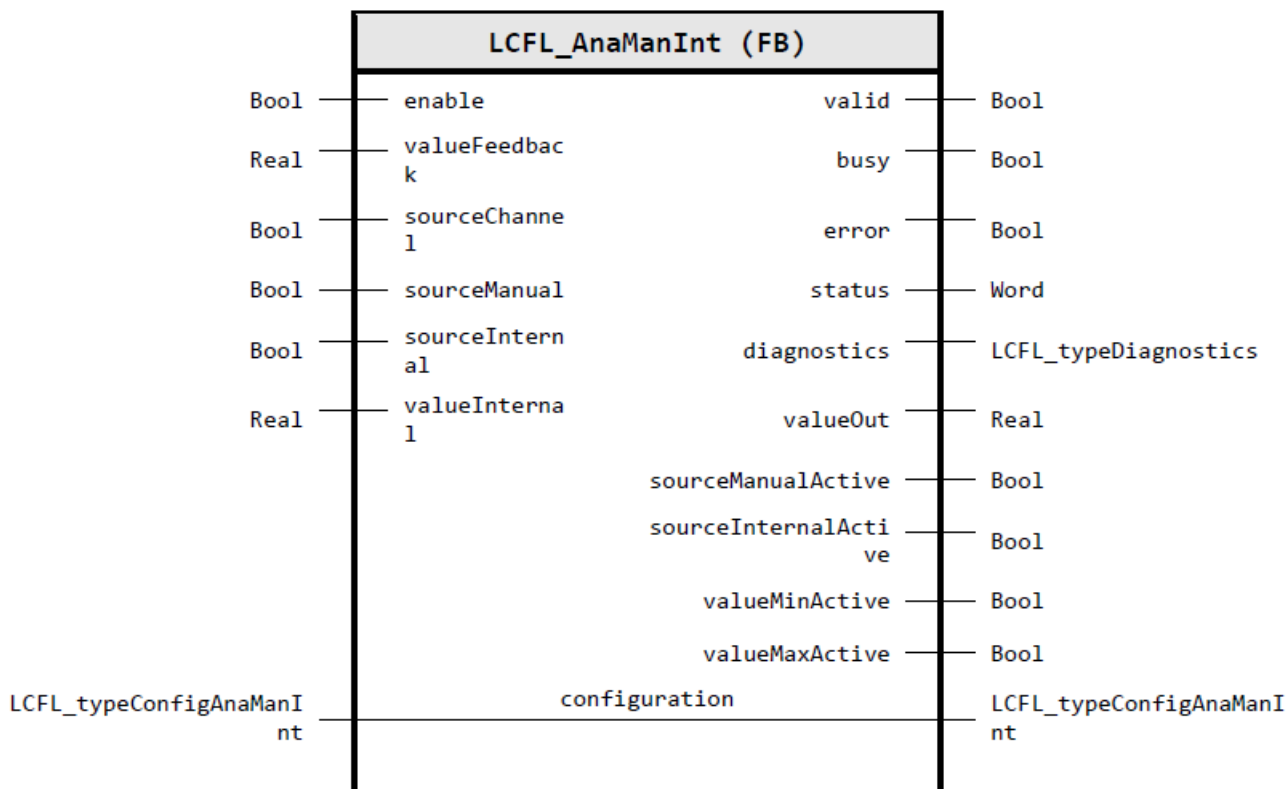 LCFL_AnaManInt (FB)
Bool enable valid Bool
Real valueFeedbac
k busy Bool
Bool sourceChanne
l error Bool
Bool sourceManual status Word
Bool sourceIntern
al diagnostics LCFL_typeDiagnostics
Real valueInterna
l valueOut Real
sourceManualActive Bool
sourceInternalActi
ve Bool
valueMinActive Bool
valueMaxActive Bool
LCFL_typeConfigAnaManI
nt configuration LCFL_typeConfigAnaManI
nt